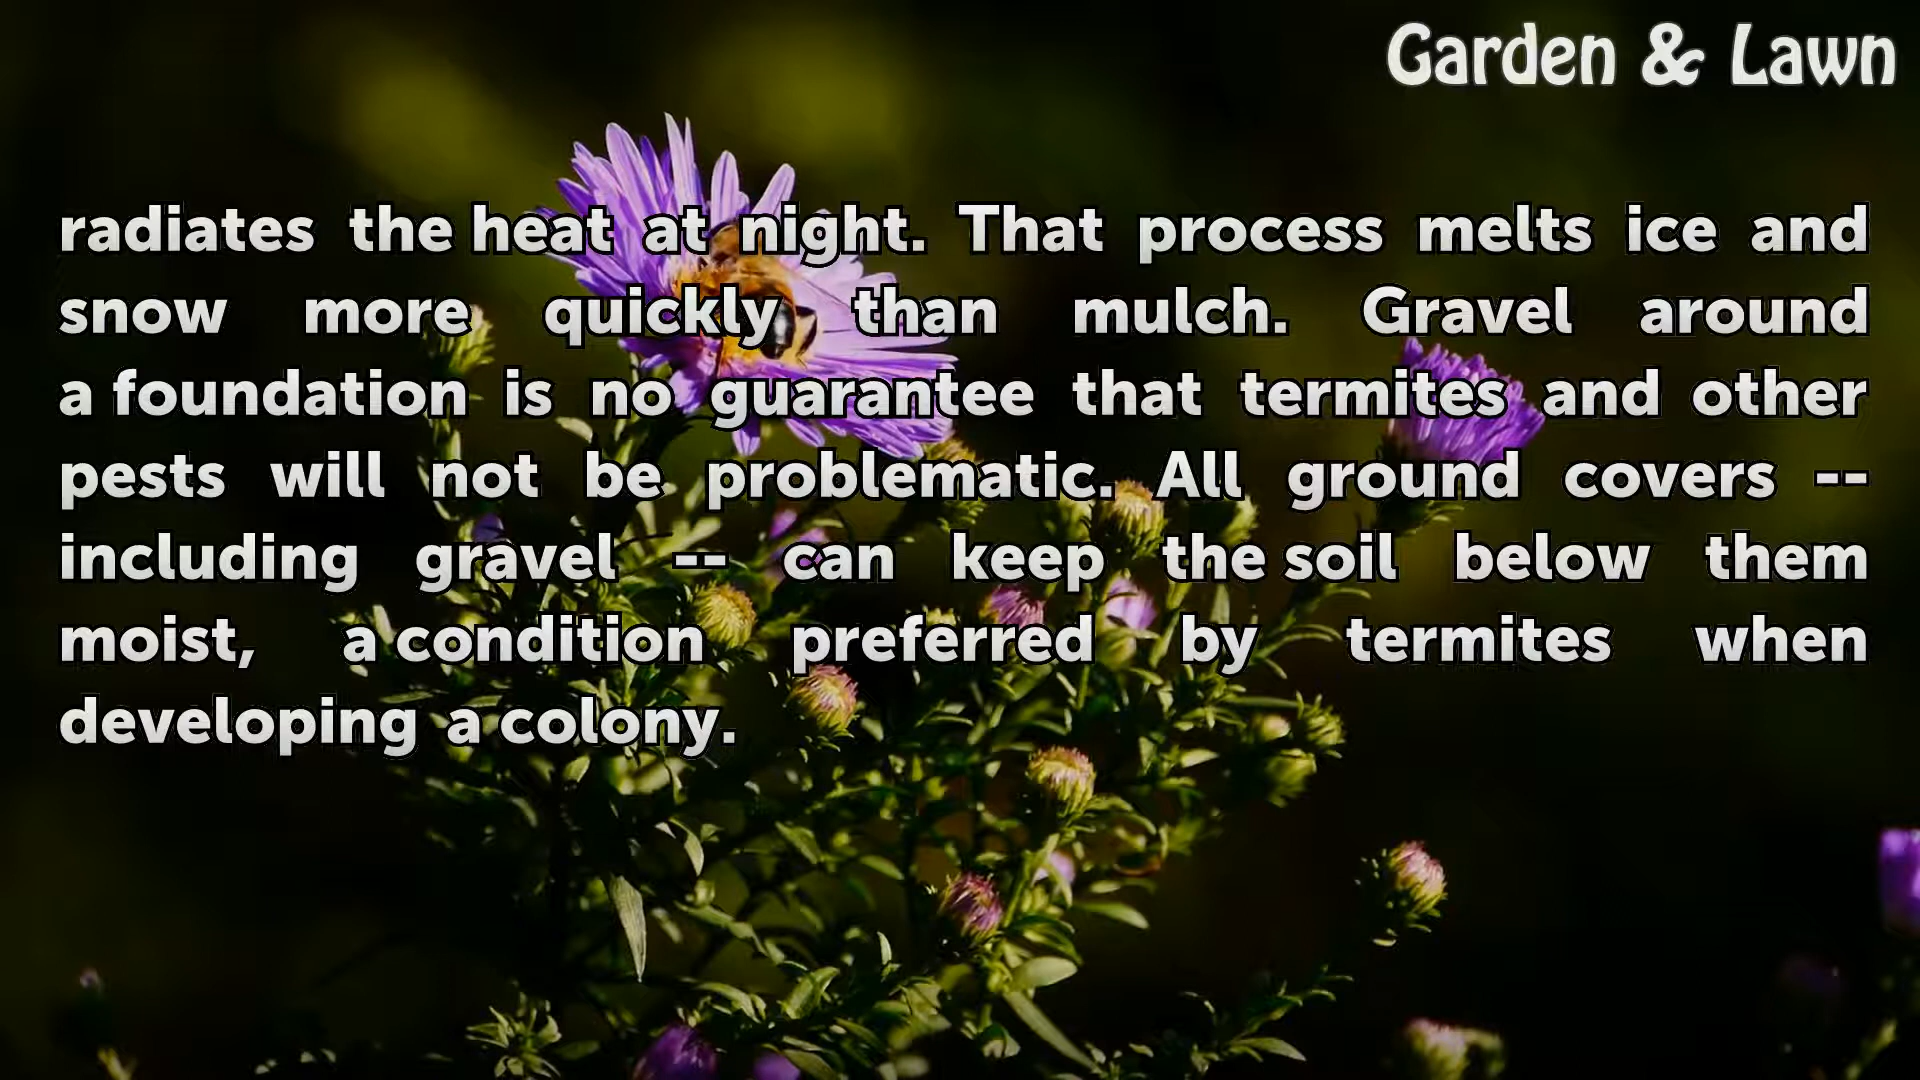 Garden & Lawn
radiates the heat at night. That process melts ice and
snow more quickly than mulch. Gravel around
a foundation is no guarantee that termites and other
pests will not be problematic. All ground covers --
including gravel -- can keep the soil below them
moist, a condition preferred by termites when
developing a colony.